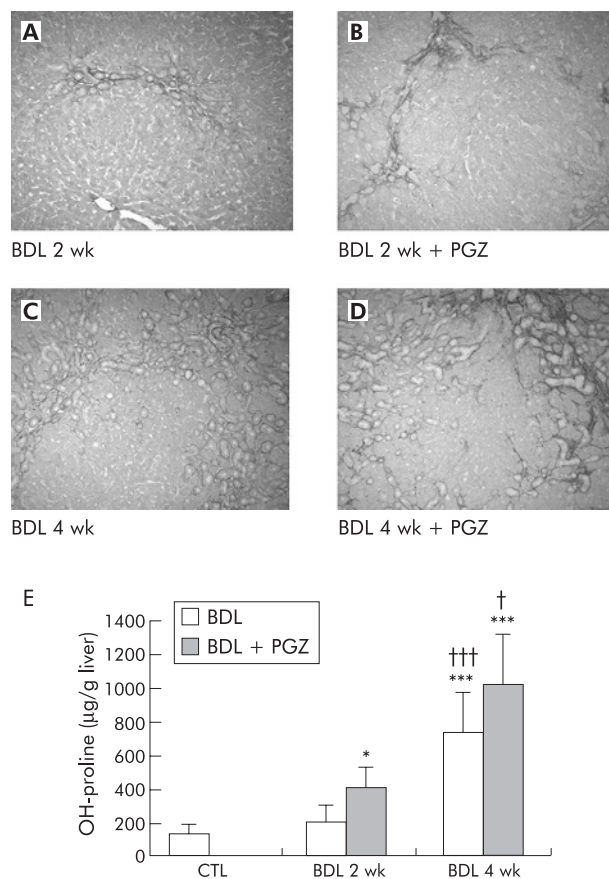 A
B
BDL 2 wk
BDL 2 wk + PGZ
C
D
BDL 4 wk
BDL 4 wk + PGZ
E
OH-proline (µg/g liver)
1400
1200
1000
800
600
400
200
0
BDL
BDL + PGZ
*
†††
***
†
***
CTL
BDL 2 wk
BDL 4 wk